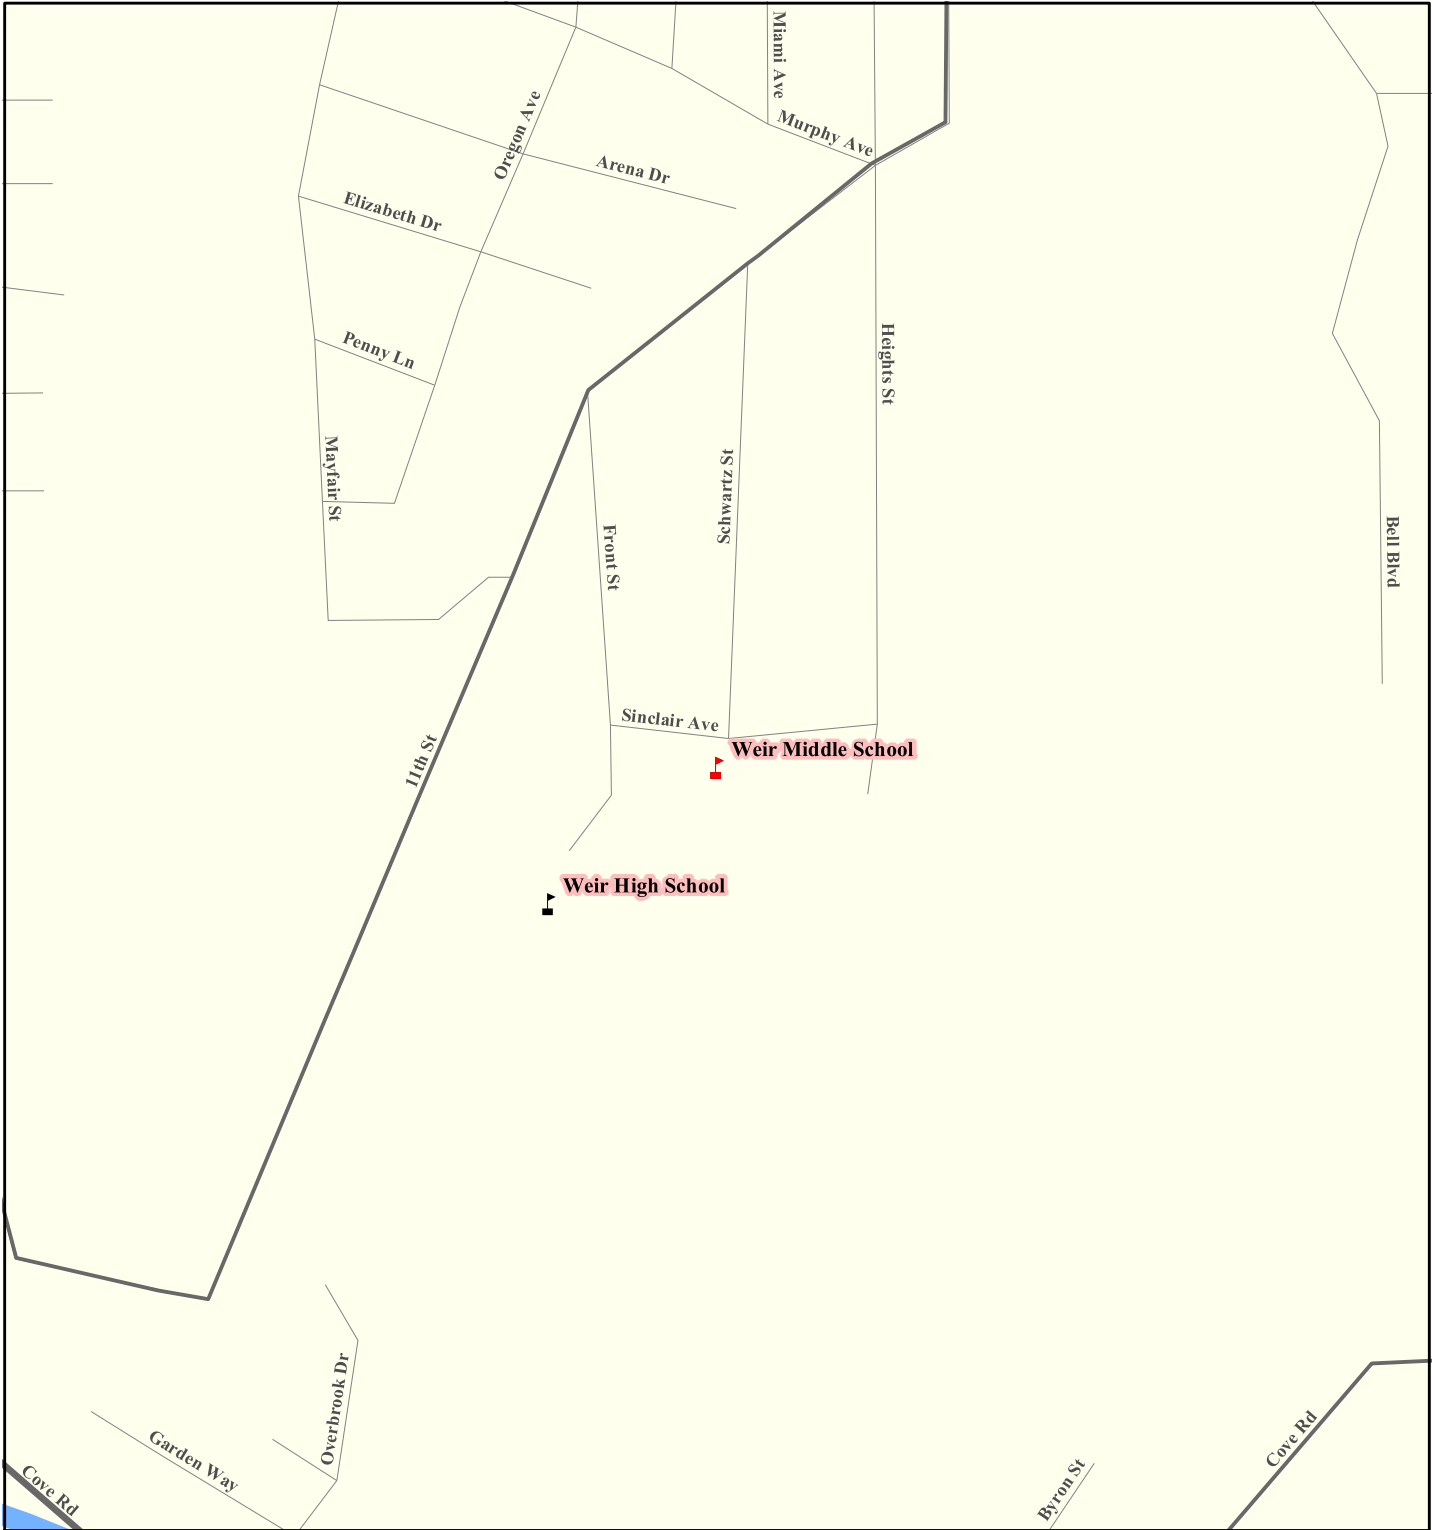 Miami Ave
Oregon Ave
Murphy Ave
Arena Dr
Elizabeth Dr
Penny Ln
Heights St
Mayfair St
Schwartz St
Front St
Bell Blvd
Sinclair Ave
11th St
Weir Middle School
Weir High School
Overbrook Dr
Garden Way
Cove Rd
Byron St
Cove Rd